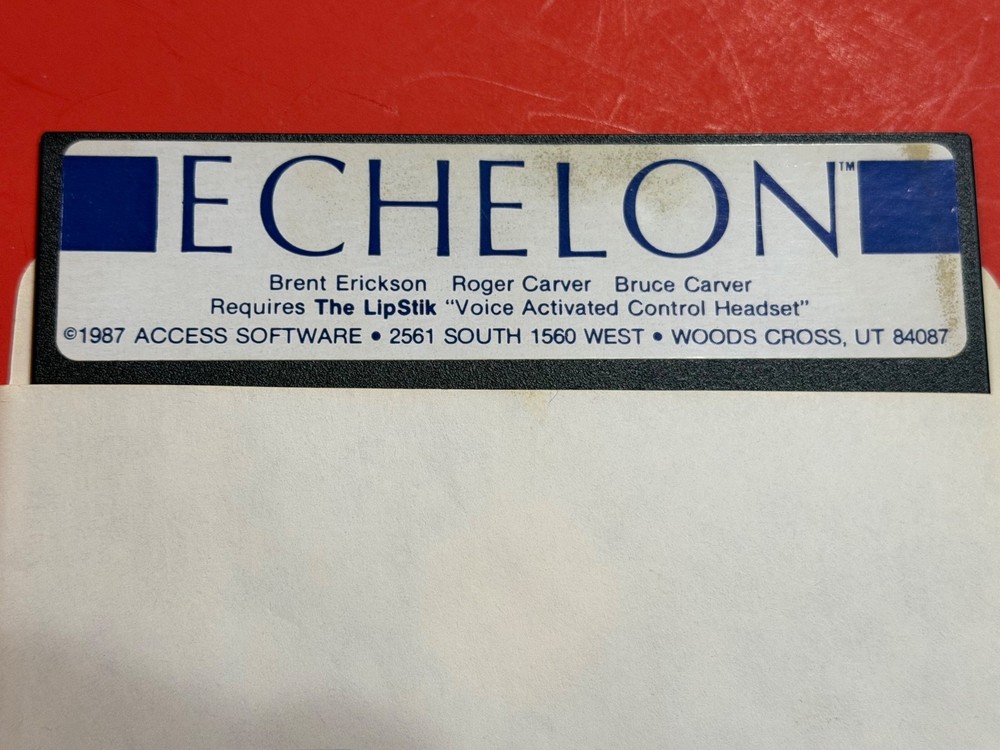 ECHELON™
Brent Erickson Roger Carver Bruce Carver
Requires The LipStik "Voice Activated Control Headset"
©1987 ACCESS SOFTWARE • 2561 SOUTH 1560 WEST • WOODS CROSS, UT 84087